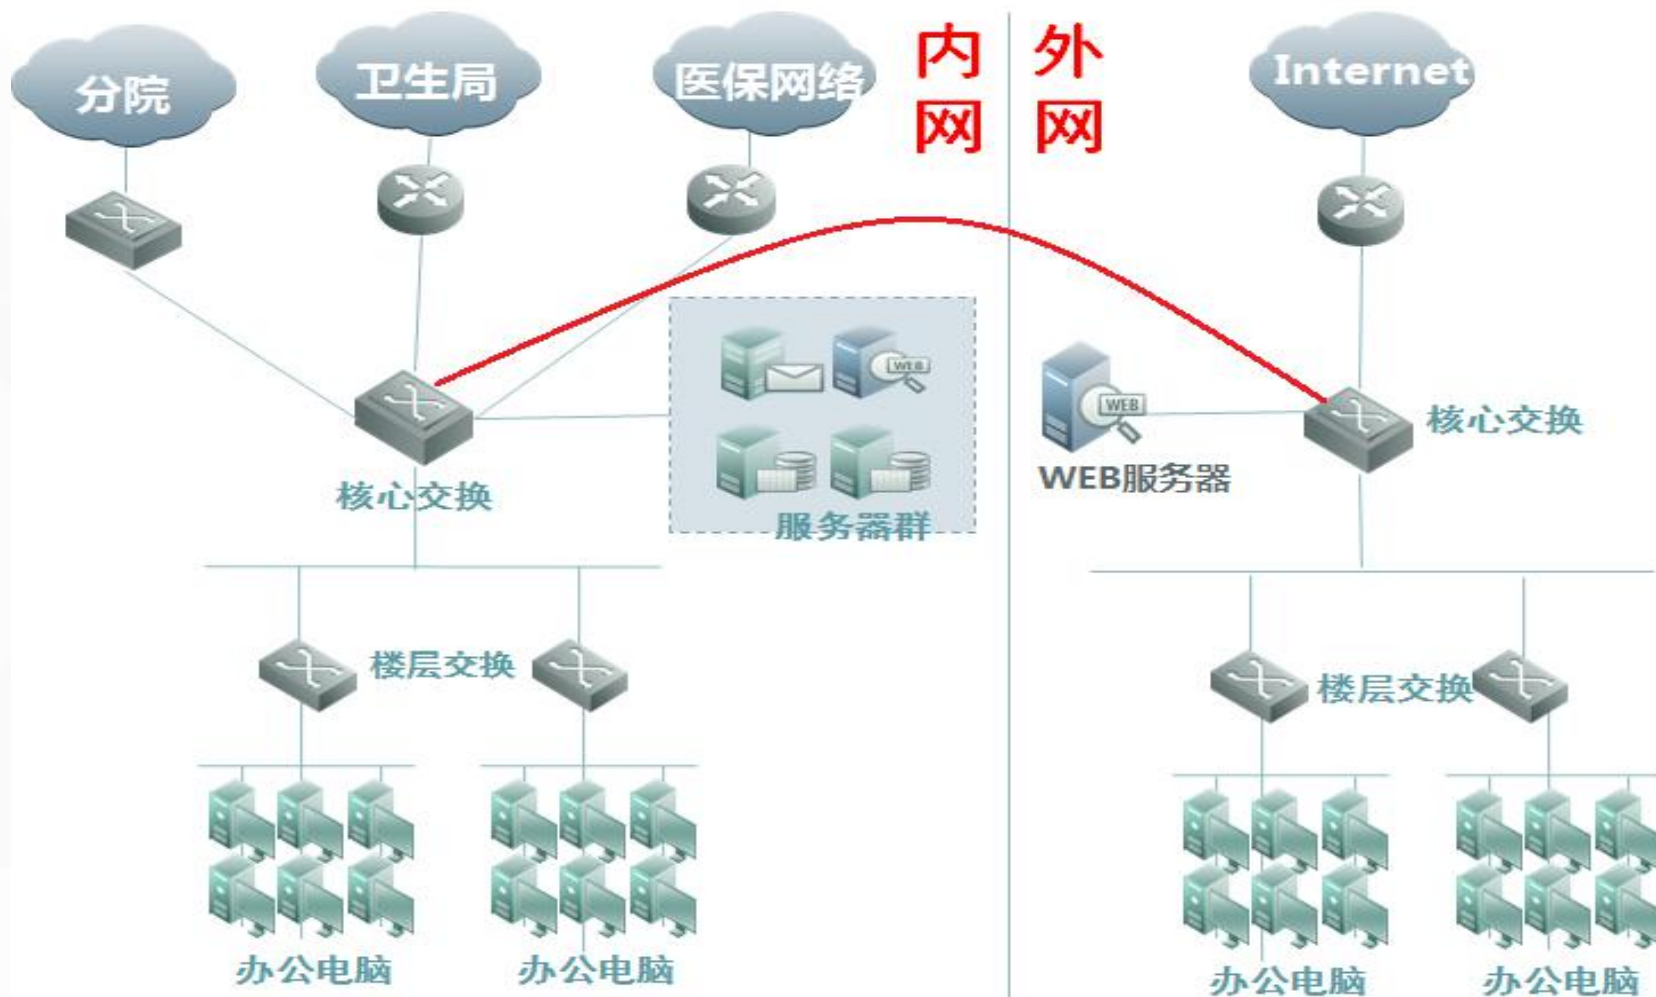 分院
卫生局
医保网络
内网
外网
Internet
WEB
WEB
核心交换
WEB服务器
核心交换
服务器群
楼层交换
楼层交换
办公电脑
办公电脑
办公电脑
办公电脑